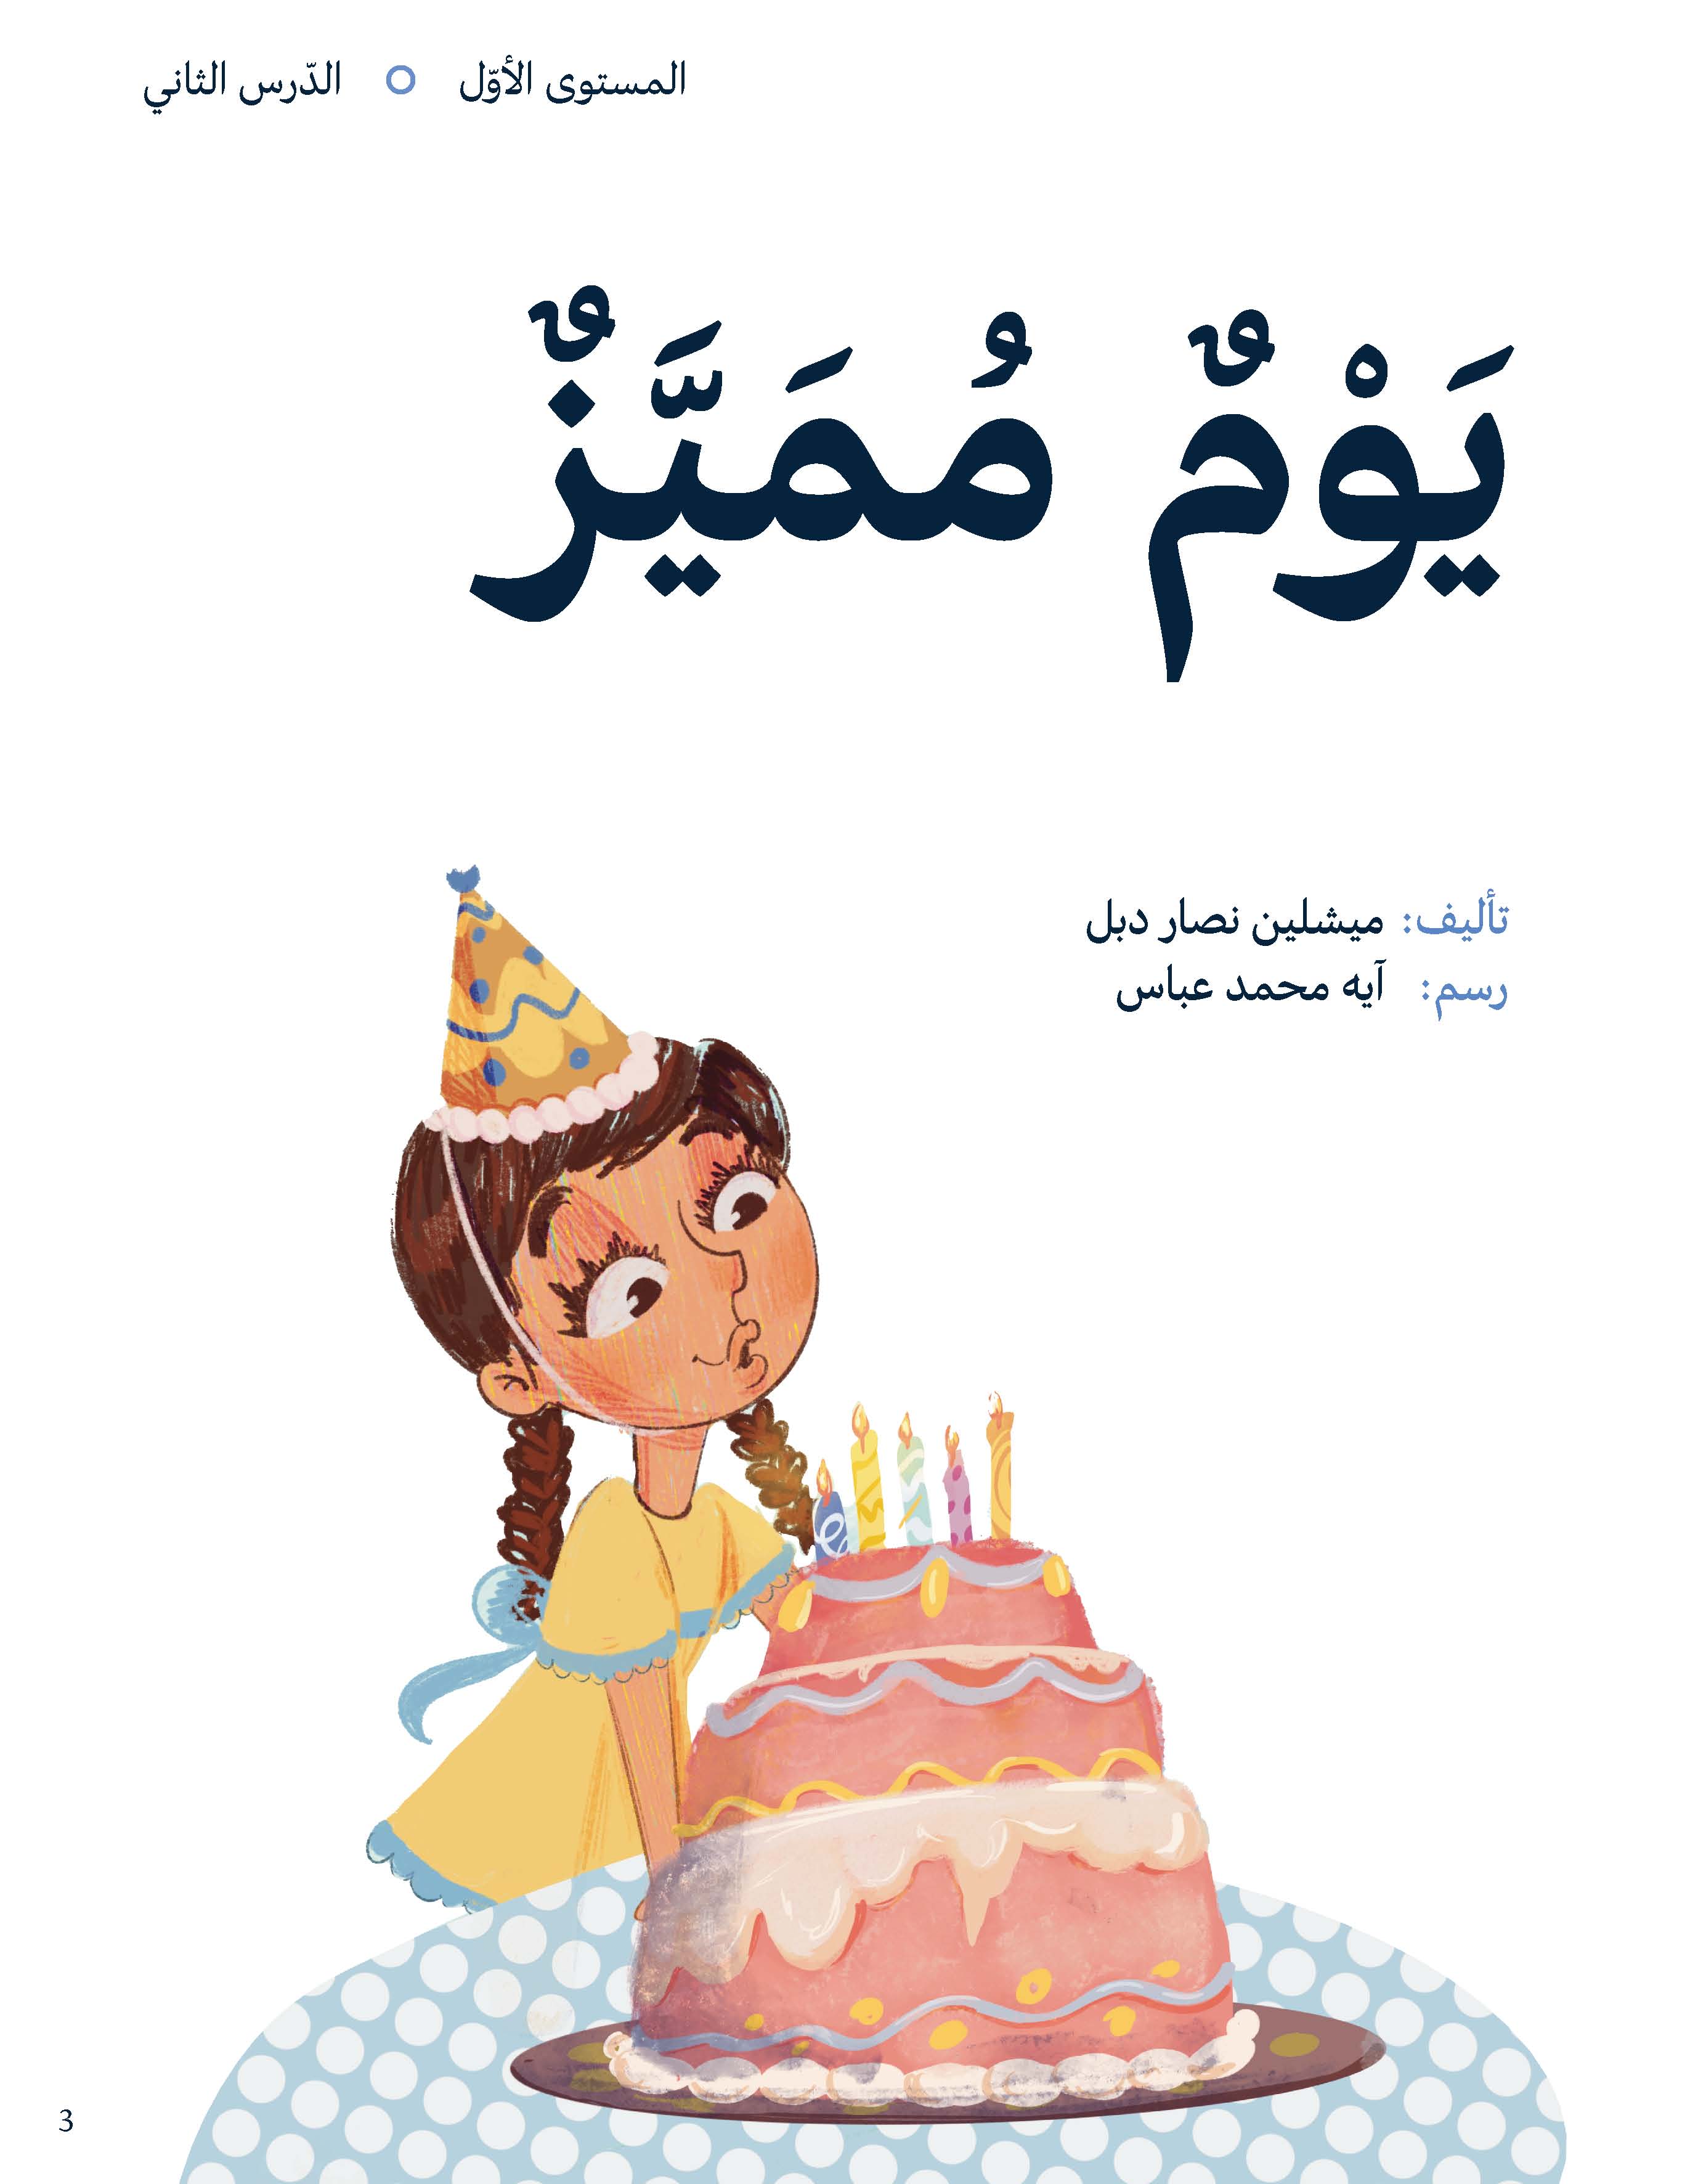 المستوى الأوّل ○ الدّرس الثاني
يَوْمٌ مُمَيَّزٌ
تأليف: ميشلين نصار دبل
رسم: آيه محمد عباس
3